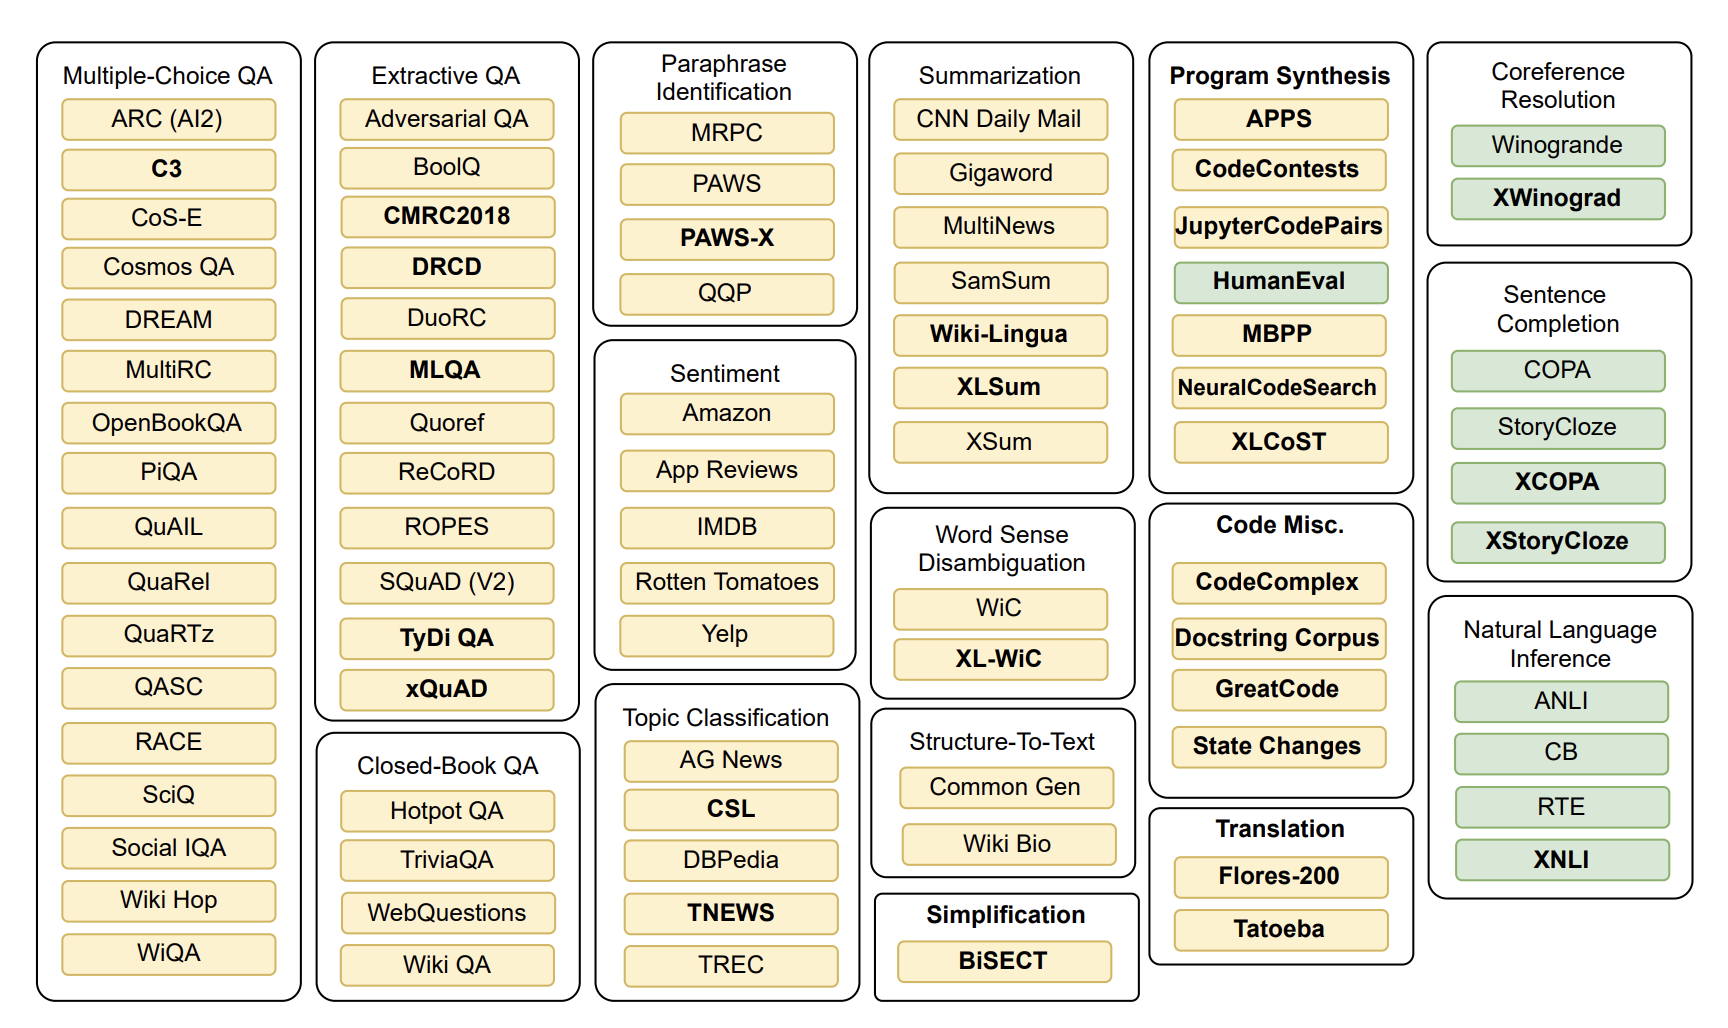 Multiple-Choice QA
ARC (AI2)
C3
CoS-E
Cosmos QA
DREAM
MultiRC
OpenBookQA
PiQA
QuAIL
QuaRel
QuaRTz
QASC
RACE
SciQ
Social IQA
Wiki Hop
WiQA
Extractive QA
Adversarial QA
BoolQ
CMRC2018
DRCD
DuoRC
MLQA
Quoref
ReCoRD
ROPES
SQuAD (V2)
TyDi QA
xQuAD
Closed-Book QA
Hotpot QA
TriviaQA
WebQuestions
Wiki QA
Paraphrase
Identification
MRPC
PAWS
PAWS-X
QQP
Sentiment
Amazon
App Reviews
IMDB
Rotten Tomatoes
Yelp
Topic Classification
AG News
CSL
DBPedia
TNEWS
TREC
Summarization
CNN Daily Mail
Gigaword
MultiNews
SamSum
Wiki-Lingua
XLSum
XSum
Word Sense
Disambiguation
WiC
XL-WiC
Structure-To-Text
Common Gen
Wiki Bio
Simplification
BiSECT
Program Synthesis
APPS
CodeContests
JupyterCodePairs
HumanEval
MBPP
NeuralCodeSearch
XLCoST
Code Misc.
CodeComplex
Docstring Corpus
GreatCode
State Changes
Translation
Flores-200
Tatoeba
Coreference
Resolution
Winogrande
XWinograd
Sentence
Completion
COPA
StoryCloze
XCOPA
XStoryCloze
Natural Language
Inference
ANLI
CB
RTE
XNLI